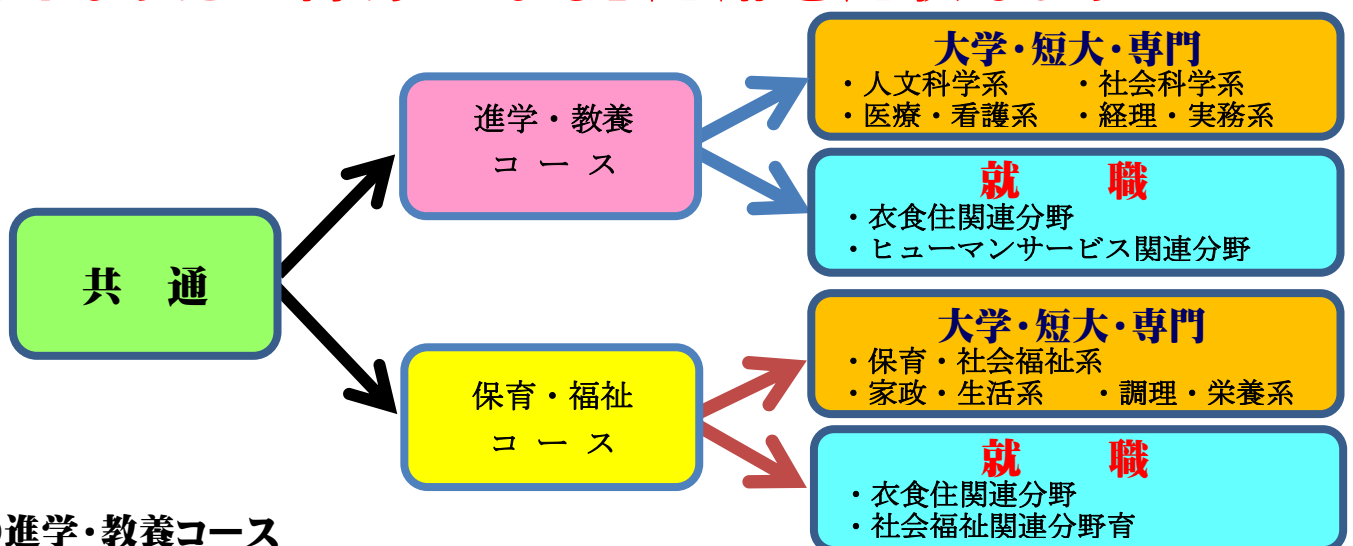 大学・短大・専門
・人文科学系　・社会科学系
・医療・看護系　・経理・実務系
進学・教養
コース
就　職
・衣食住関連分野
・ヒューマンサービス関連分野
共　通
大学・短大・専門
・保育・社会福祉系
・家政・生活系　・調理・栄養系
保育・福祉
コース
就　職
・衣食住関連分野
・社会福祉関連分野育
進学・教養コース